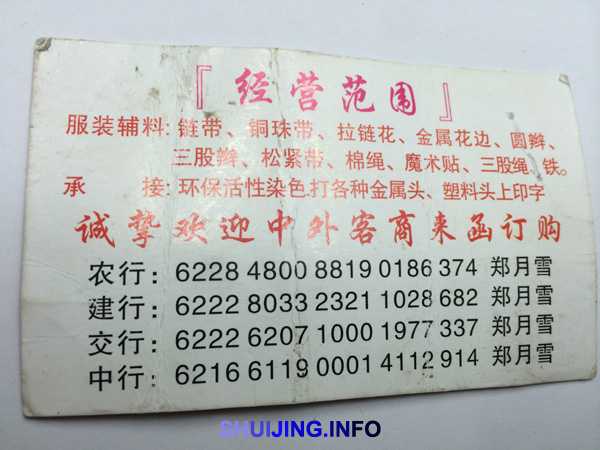 『经营范围』
服装辅料: 链带、铜珠带、拉链花、金属花边、圆辫、
三股辫、松紧带、棉绳、魔术贴、三股绳、铁。
承 接: 环保活性染色.打各种金属头、塑料头上印字
诚挚欢迎中外客商来函订购
农行: 6228 4800 8819 0186 374 郑月雪
建行: 6222 8033 2321 1028 682 郑月雪
交行: 6222 6207 1000 1977 337 郑月雪
中行: 6216 6119 0001 4112 914 郑月雪
SHUIJING.INFO